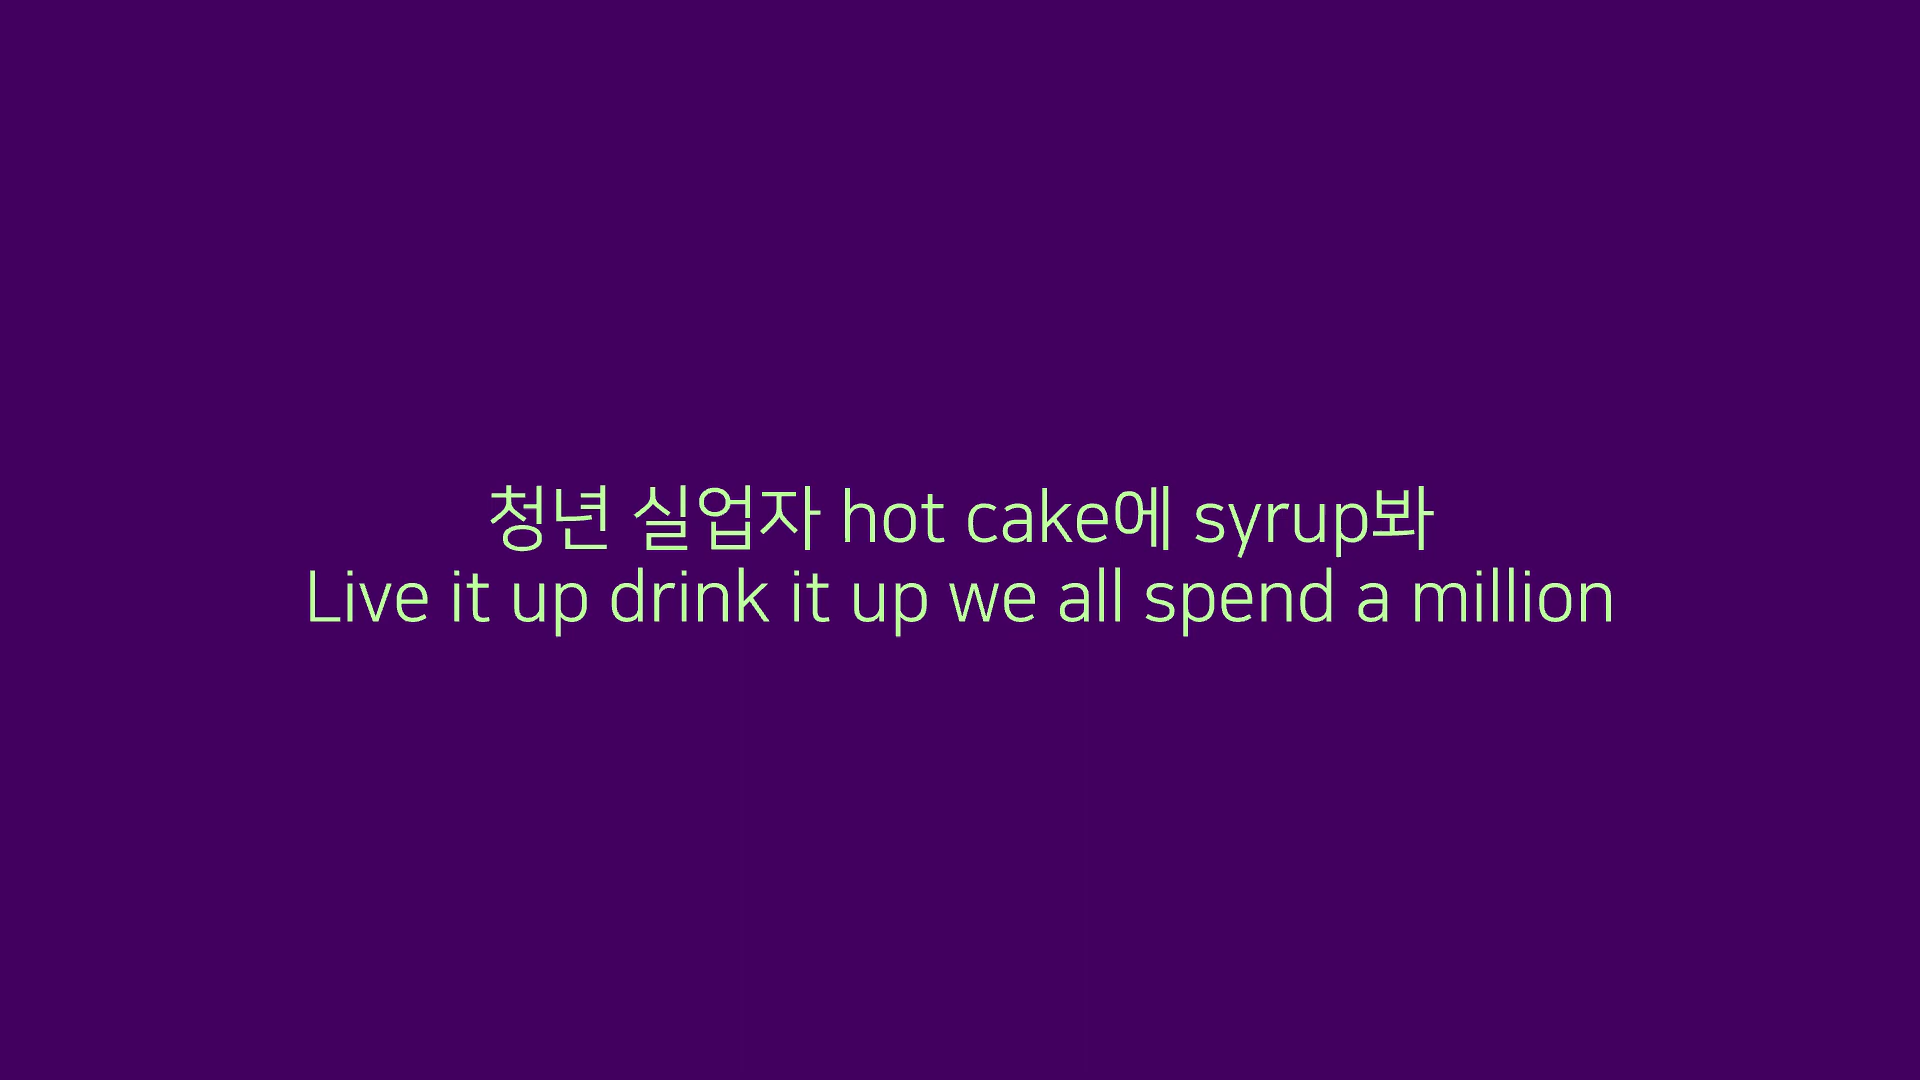 청년 실업자 hot cake에 syrup봐
Live it up drink it up we all spend a million